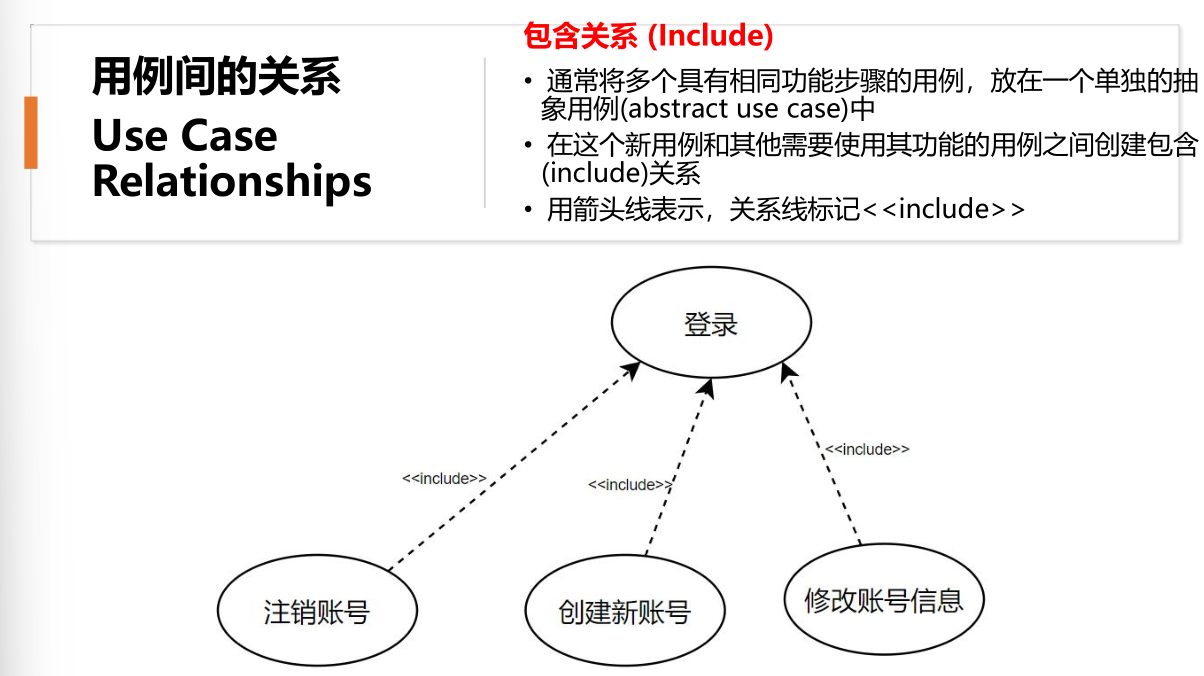 用例间的关系
Use Case
Relationships
包含关系 (Include)
• 通常将多个具有相同功能步骤的用例，放在一个单独的抽
象用例(abstract use case)中
• 在这个新用例和其他需要使用其功能的用例之间创建包含
(include)关系
• 用箭头线表示，关系线标记<<include>>
登录
<<include>>
<<include>>
<<include>>
注销账号
创建新账号
修改账号信息